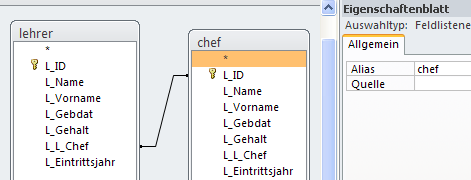 lehrer
*
L_ID
L_Name
L_Vorname
L_Gebdat
L_Gehalt
L_L_Chef
L_Eintrittsjahr
chef
*
L_ID
L_Name
L_Vorname
L_Gebdat
L_Gehalt
L_L_Chef
L_Eintrittsjahr
Eigenschaftenblatt
Auswahltyp: Feldlistene
Allgemein
Alias chef
Quelle